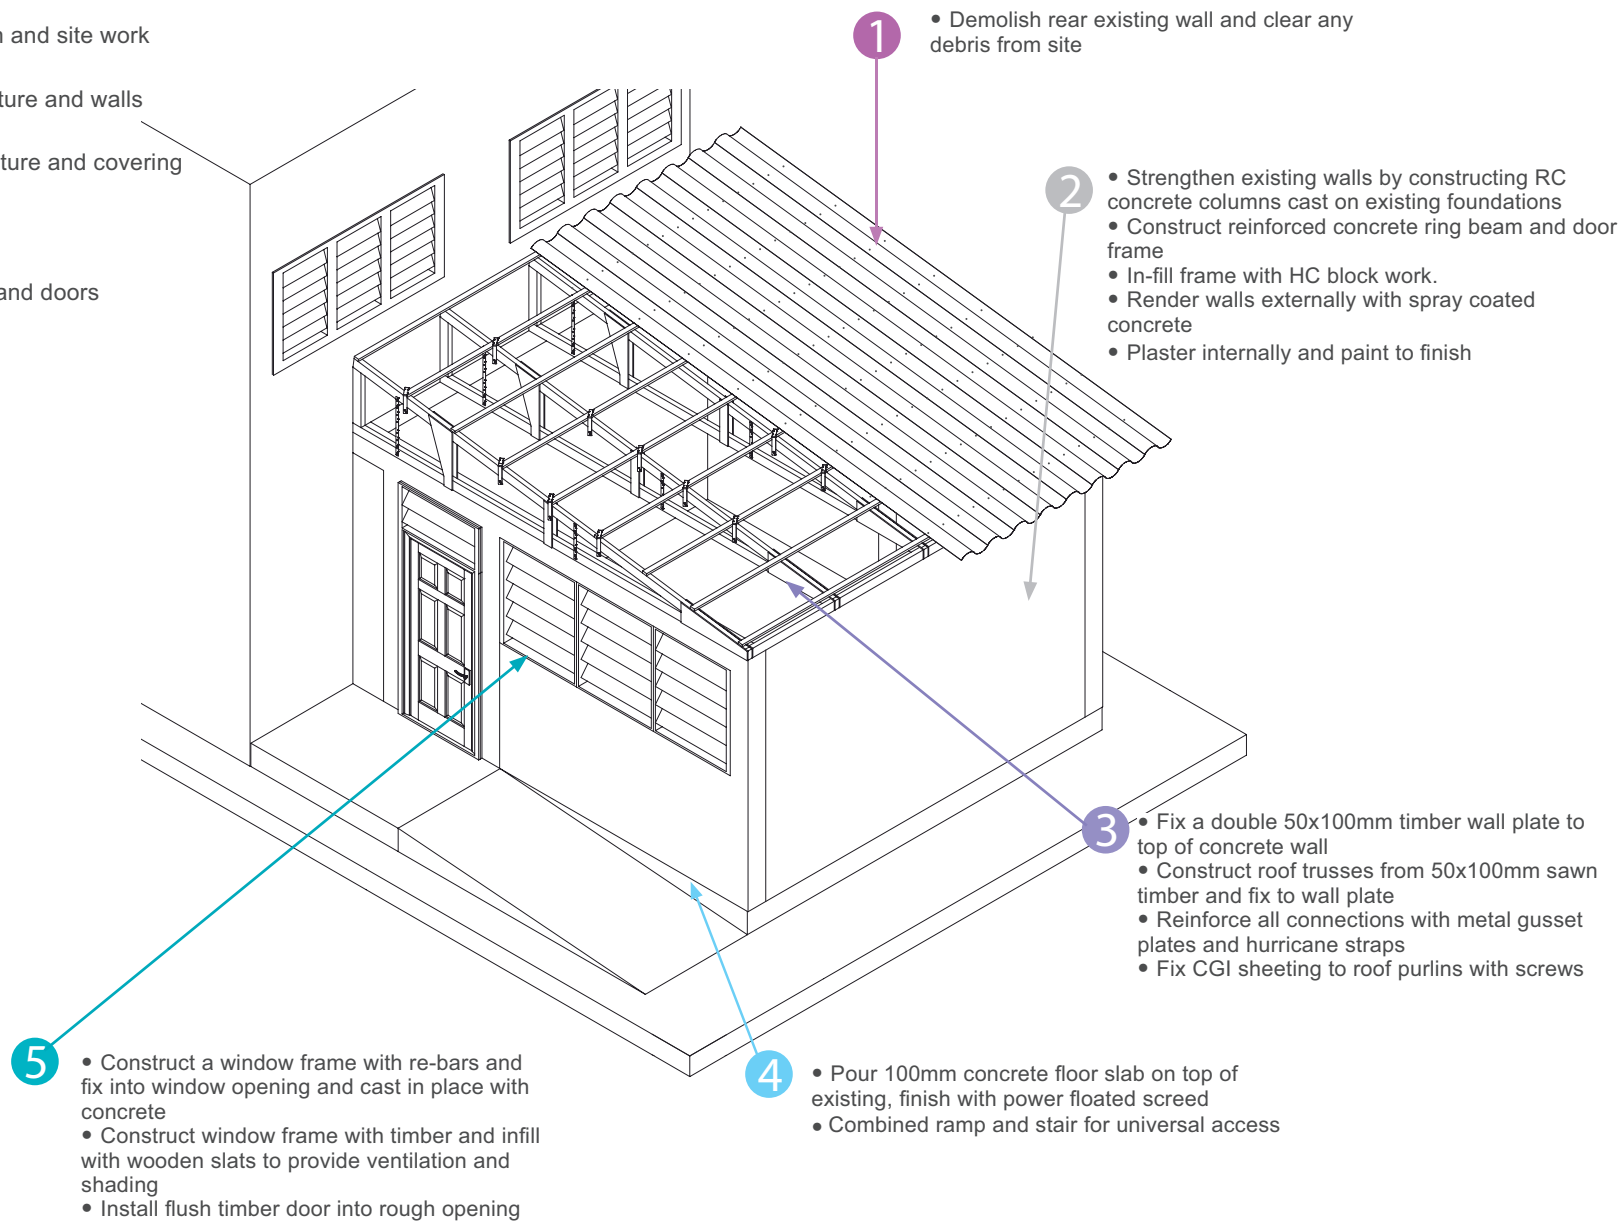 n and site work
ture and walls
ture and covering
and doors
1
• Demolish rear existing wall and clear any
debris from site
2
• Strengthen existing walls by constructing RC
concrete columns cast on existing foundations
• Construct reinforced concrete ring beam and door
frame
• In-fill frame with HC block work.
• Render walls externally with spray coated
concrete
• Plaster internally and paint to finish
3
• Fix a double 50x100mm timber wall plate to
top of concrete wall
• Construct roof trusses from 50x100mm sawn
timber and fix to wall plate
• Reinforce all connections with metal gusset
plates and hurricane straps
• Fix CGI sheeting to roof purlins with screws
4
• Pour 100mm concrete floor slab on top of
existing, finish with power floated screed
• Combined ramp and stair for universal access
5
• Construct a window frame with re-bars and
fix into window opening and cast in place with
concrete
• Construct window frame with timber and infill
with wooden slats to provide ventilation and
shading
• Install flush timber door into rough opening